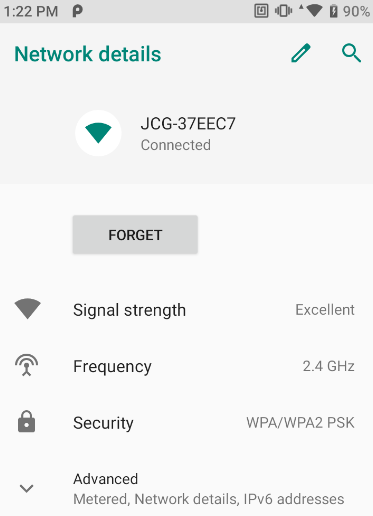 1:22 PM 90%
Network details
JCG-37EEC7
Connected
FORGET
Signal strength Excellent
Frequency 2.4 GHz
Security WPA/WPA2 PSK
Advanced
Metered, Network details, IPv6 addresses